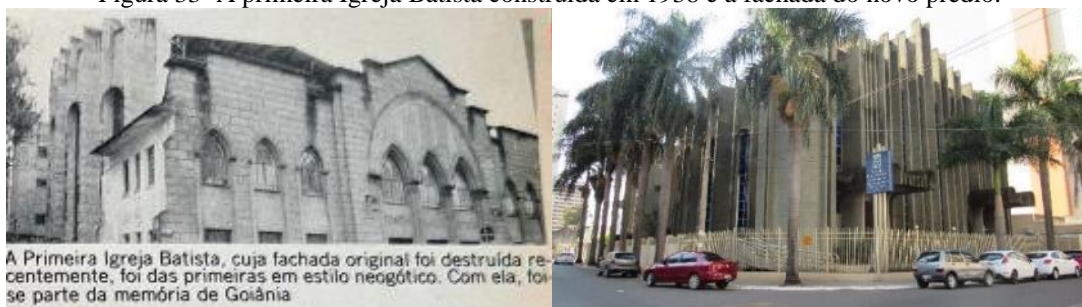 Figura 35- A primeira Igreja Batista construída em 1938 e a fachada do novo prédio.
A Primeira Igreja Batista, cuja fachada original foi destruída re-
centemente, foi das primeiras em estilo neogótico. Com ela, foi-
se parte da memória de Goiânia